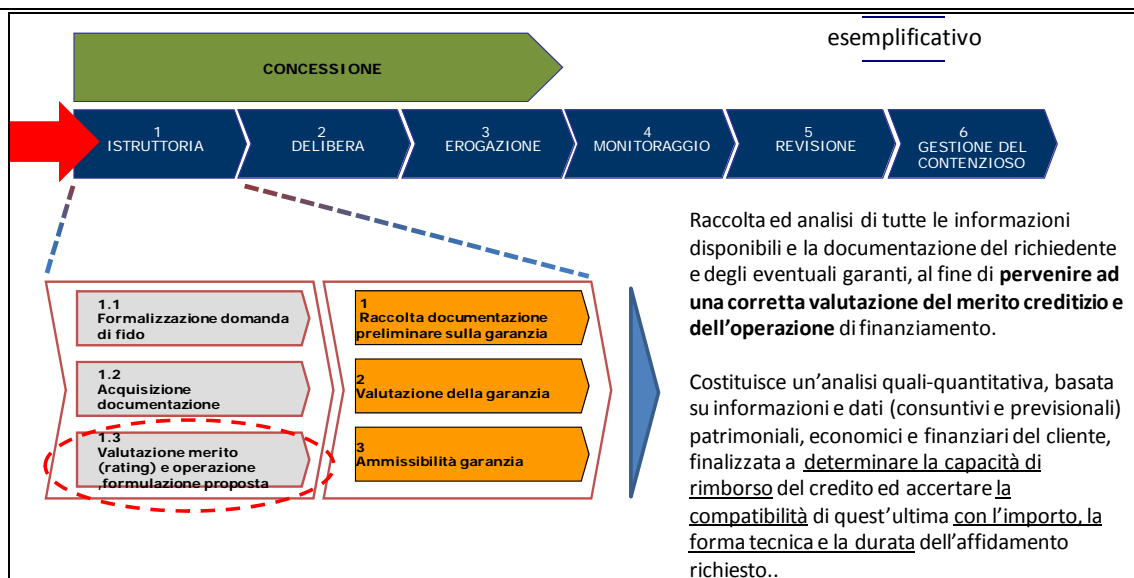 esemplificativo
CONCESSIONE
1
ISTRUTTORIA
2
DELIBERA
3
EROGAZIONE
4
MONITORAGGIO
5
REVISIONE
6
GESTIONE DEL
CONTENZIOSO
1.1
Formalizzazione domanda
di fido
1.2
Acquisizione
documentazione
1.3
Valutazione merito
(rating) e operazione
,formulazione proposta
1
Raccolta documentazione
preliminare sulla garanzia
2
Valutazione della garanzia
3
Ammissibilità garanzia
Raccolta ed analisi di tutte le informazioni
disponibili e la documentazione del richiedente
e degli eventuali garanti, al fine di pervenire ad
una corretta valutazione del merito creditizio e
dell'operazione di finanziamento.
Costituisce un'analisi quali-quantitativa, basata
su informazioni e dati (consuntivi e previsionali)
patrimoniali, economici e finanziari del cliente,
finalizzata a determinare la capacità di
rimborso del credito ed accertare la
compatibilità di quest'ultima con l'importo, la
forma tecnica e la durata dell'affidamento
richiesto..